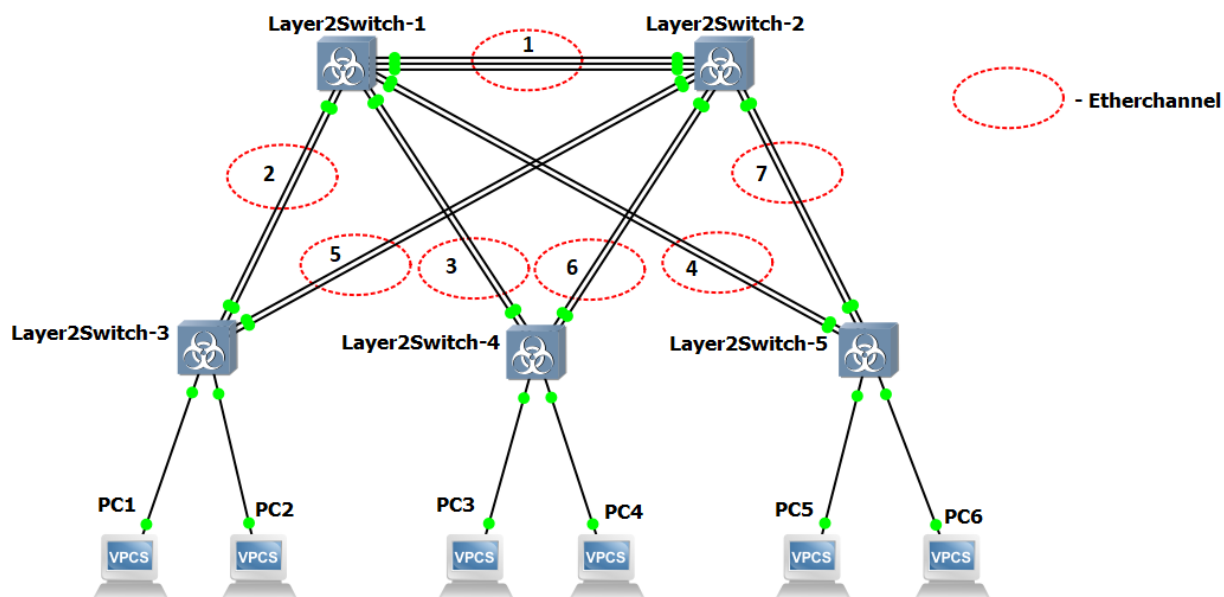 Layer2Switch-1
Layer2Switch-2
1
- Etherchannel
2
7
5
3
6
4
Layer2Switch-3
Layer2Switch-4
Layer2Switch-5
PC1
PC2
PC3
PC4
PC5
PC6
VPCS
VPCS
VPCS
VPCS
VPCS
VPCS